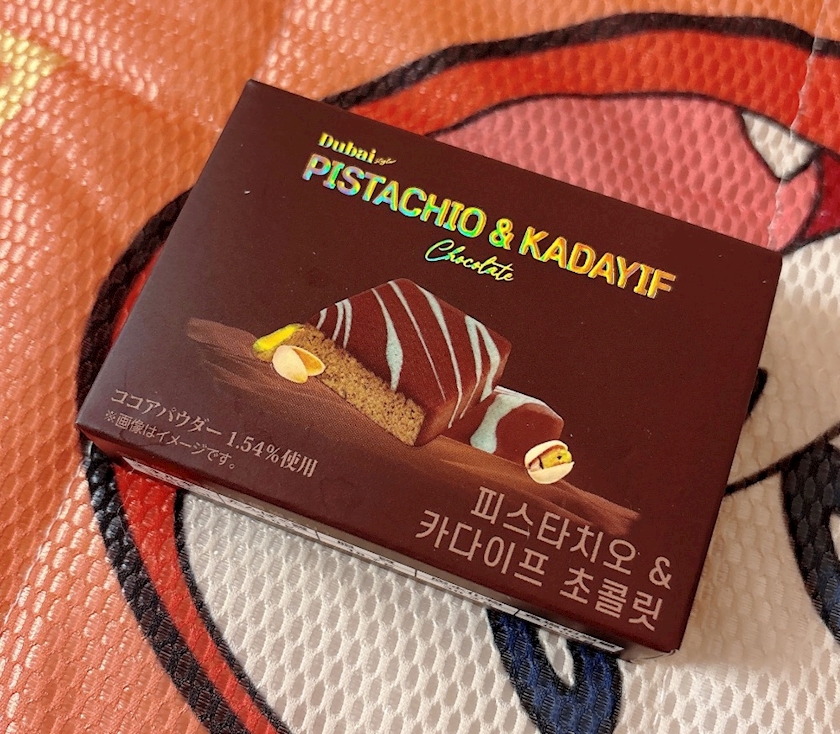 Dubai style
PISTACHIO & KADAYIF
Chocolate
ココアパウダー 1.54%使用
※画像はイメージです。
피스타치오 &
카다이프 초콜릿